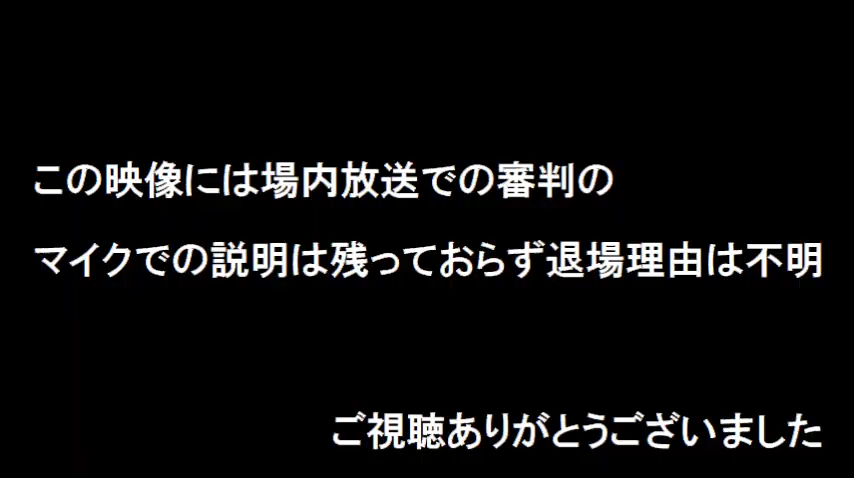 この映像には場内放送での審判の
マイクでの説明は残っておらず退場理由は不明
ご視聴ありがとうございました